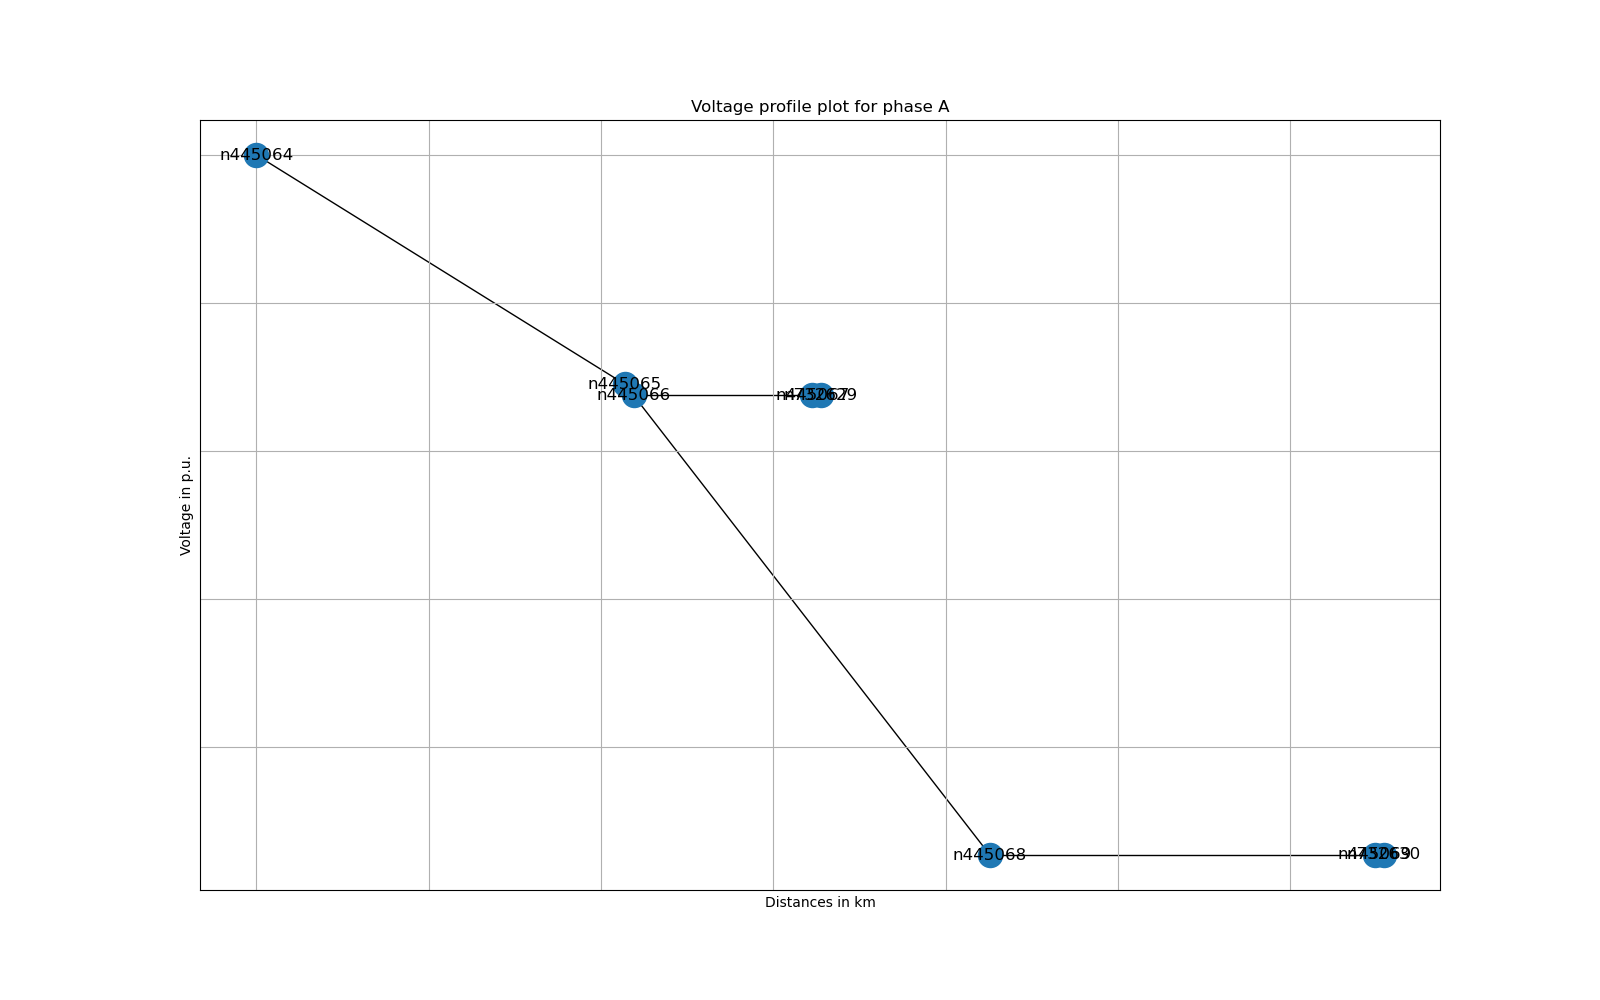 Voltage profile plot for phase A
n445064
n445065
n445066
n445068
Voltage in p.u.
Distances in km